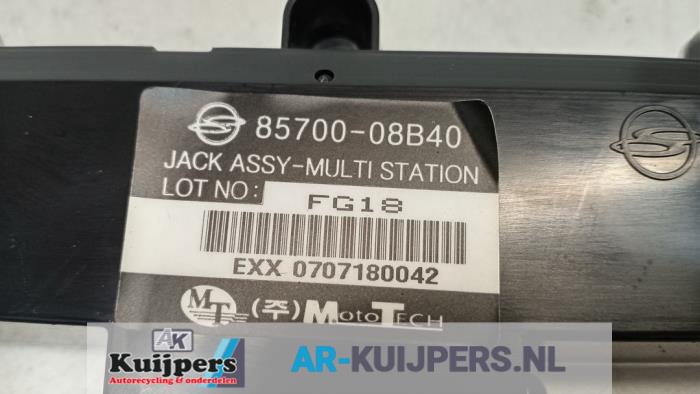 85700-08B40
JACK ASSY-MULTI STATION
LOT NO: FG18
EXX 0707180042
MT (주)MOTOTECH
AK
Kuijpers
Autorecycling & onderdelen
AR-KUIJPERS.NL